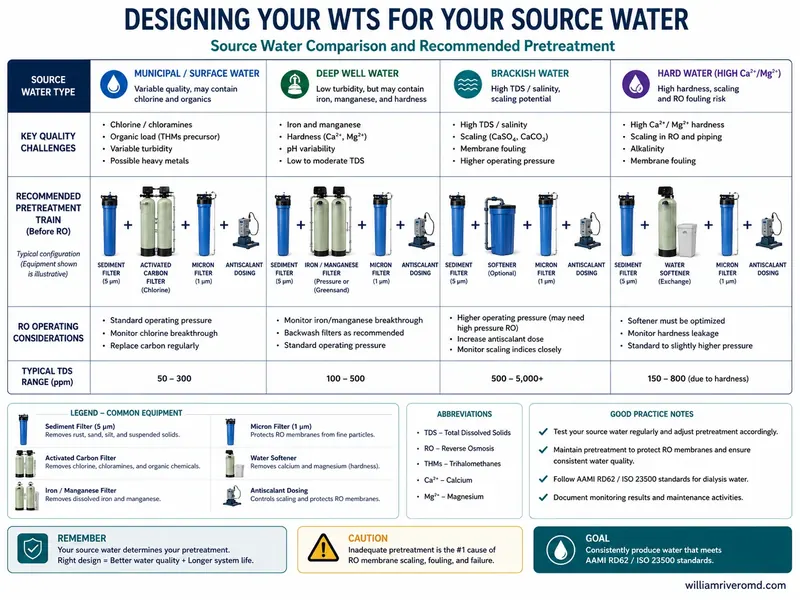 DESIGNING YOUR WTS FOR YOUR SOURCE WATER
Source Water Comparison and Recommended Pretreatment
SOURCE
WATER TYPE
MUNICIPAL / SURFACE WATER
Variable quality, may contain
chlorine and organics
DEEP WELL WATER
Low turbidity, but may contain
iron, manganese, and hardness
BRACKISH WATER
High TDS / salinity,
scaling potential
HARD WATER (HIGH Ca²⁺/Mg²⁺)
High hardness, scaling
and RO fouling risk
KEY QUALITY
CHALLENGES
• Chlorine / chloramines
• Organic load (THMs precursor)
• Variable turbidity
• Possible heavy metals
• Iron and manganese
• Hardness (Ca²⁺, Mg²⁺)
• pH variability
• Low to moderate TDS
• High TDS / salinity
• Scaling (CaSO₄, CaCO₃)
• Membrane fouling
• Higher operating pressure
• High Ca²⁺/ Mg²⁺ hardness
• Scaling in RO and piping
• Alkalinity
• Membrane fouling
RECOMMENDED
PRETREATMENT
TRAIN
(Before RO)
Typical configuration
(Equipment shown
is illustrative)
+ + +
SEDIMENT
FILTER
(5 μm)
ACTIVATED
CARBON
FILTER
(Chlorine)
MICRON
FILTER
(1 μm)
ANTISCALANT
DOSING
+ + +
SEDIMENT
FILTER
(5 μm)
IRON / MANGANESE
FILTER
(Pressure or
Greensand)
MICRON
FILTER
(1 μm)
ANTISCALANT
DOSING
+ + +
SEDIMENT
FILTER
(5 μm)
SOFTENER
(Optional)
MICRON
FILTER
(1 μm)
ANTISCALANT
DOSING
+ + +
SEDIMENT
FILTER
(5 μm)
WATER
SOFTENER
(Exchange)
MICRON
FILTER
(1 μm)
ANTISCALANT
DOSING
RO OPERATING
CONSIDERATIONS
• Standard operating pressure
• Monitor chlorine breakthrough
• Replace carbon regularly
• Monitor iron/manganese breakthrough
• Backwash filters as recommended
• Standard operating pressure
• Higher operating pressure (may need
high pressure RO)
• Increase antiscalant dose
• Monitor scaling indices closely
• Softener must be optimized
• Monitor hardness leakage
• Standard to slightly higher pressure
TYPICAL TDS
RANGE (ppm)
50 – 300
100 – 500
500 – 5,000+
150 – 800 (due to hardness)
LEGEND – COMMON EQUIPMENT
Sediment Filter (5 μm)
Removes rust, sand, silt, and suspended solids.
Activated Carbon Filter
Removes chlorine, chloramines, and organic chemicals.
Iron / Manganese Filter
Removes dissolved iron and manganese.
Micron Filter (1 μm)
Protects RO membranes from fine particles.
Water Softener
Removes calcium and magnesium (hardness).
Antiscalant Dosing
Controls scaling and protects RO membranes.
ABBREVIATIONS
• TDS – Total Dissolved Solids
• RO – Reverse Osmosis
• THMs – Trihalomethanes
• Ca²⁺ – Calcium
• Mg²⁺ – Magnesium
GOOD PRACTICE NOTES
✓ Test your source water regularly and adjust pretreatment accordingly.
✓ Maintain pretreatment to protect RO membranes and ensure
consistent water quality.
✓ Follow AAMI RD62 / ISO 23500 standards for dialysis water.
✓ Document monitoring results and maintenance activities.
REMEMBER
Your source water determines your pretreatment.
Right design = Better water quality + Longer system life.
CAUTION
Inadequate pretreatment is the #1 cause of
RO membrane scaling, fouling, and failure.
GOAL
Consistently produce water that meets
AAMI RD62 / ISO 23500 standards.
williamriveromd.com